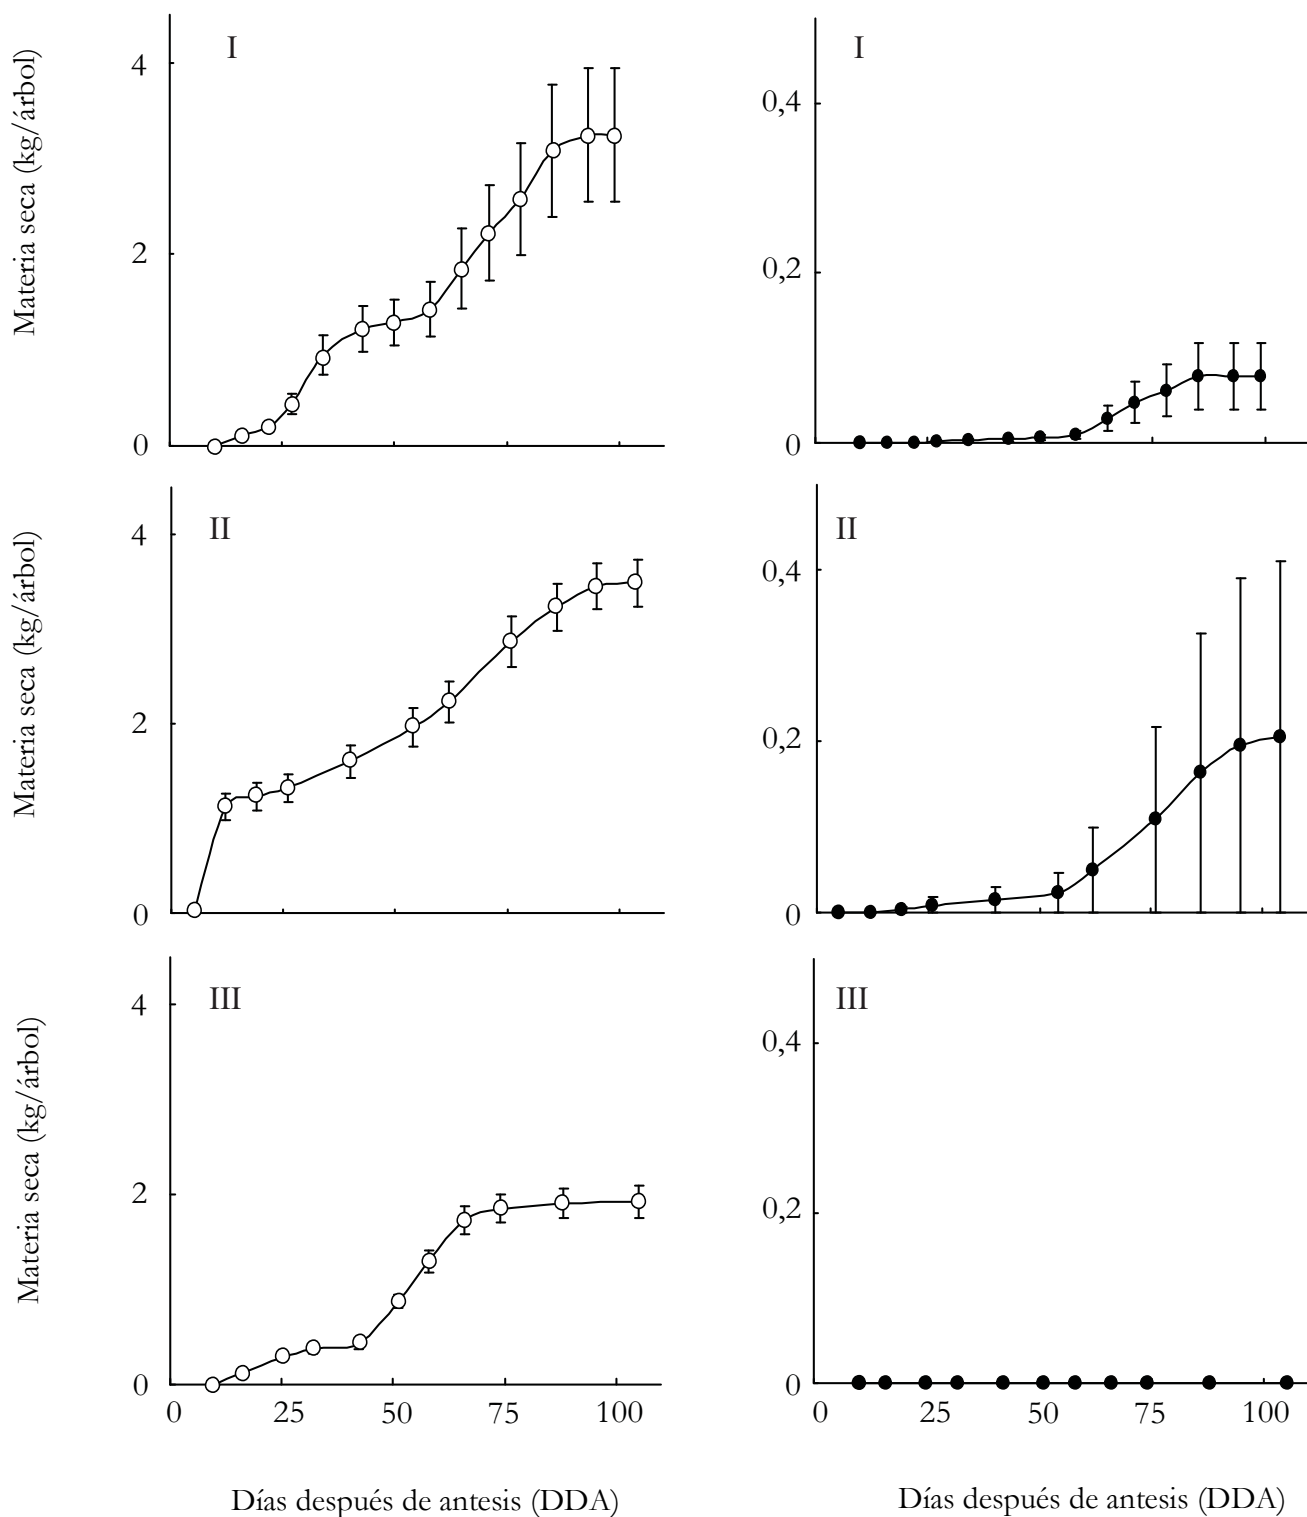 I
Materia seca (kg/árbol)
4
2
0
I
0,4
0,2
0
II
Materia seca (kg/árbol)
4
2
0
II
0,4
0,2
0
III
Materia seca (kg/árbol)
4
2
0
0 25 50 75 100
Días después de antesis (DDA)
III
0,4
0,2
0
0 25 50 75 100
Días después de antesis (DDA)